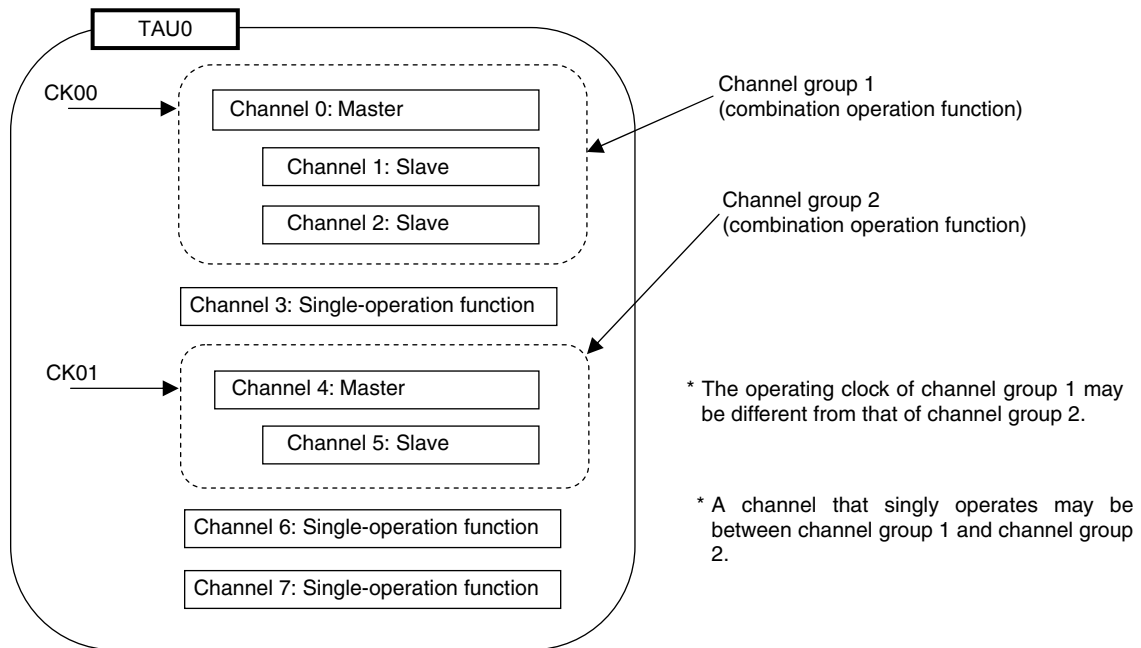 TAU0
CK00
Channel 0: Master
Channel 1: Slave
Channel 2: Slave
Channel group 1
(combination operation function)
Channel group 2
(combination operation function)
Channel 3: Single-operation function
CK01
Channel 4: Master
Channel 5: Slave
* The operating clock of channel group 1 may
be different from that of channel group 2.
Channel 6: Single-operation function
Channel 7: Single-operation function
* A channel that singly operates may be
between channel group 1 and channel group
2.